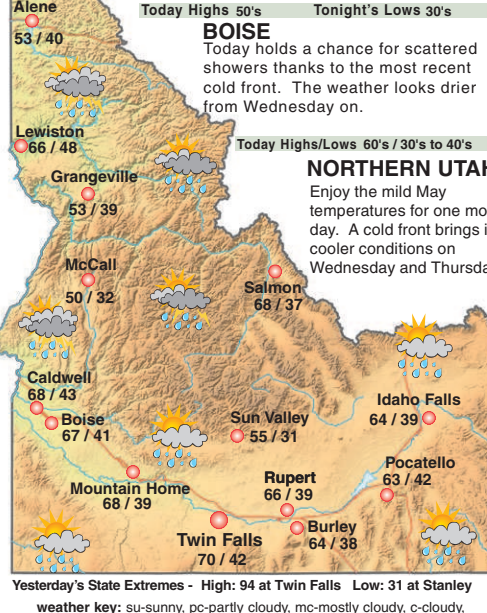 Alene
53 / 40
Today Highs 50's Tonight's Lows 30's
BOISE
Today holds a chance for scattered
showers thanks to the most recent
cold front. The weather looks drier
from Wednesday on.
Lewiston
66 / 48
Today Highs/Lows 60's / 30's to 40's
NORTHERN UTAH
Enjoy the mild May
temperatures for one mo
day. A cold front brings i
cooler conditions on
Wednesday and Thursda
Grangeville
53 / 39
McCall
50 / 32
Salmon
68 / 37
Caldwell
68 / 43
Boise
67 / 41
Sun Valley
55 / 31
Idaho Falls
64 / 39
Mountain Home
68 / 39
Rupert
66 / 39
Pocatello
63 / 42
Twin Falls
70 / 42
Burley
64 / 38
Yesterday's State Extremes - High: 94 at Twin Falls Low: 31 at Stanley
weather key: su-sunny, pc-partly cloudy, mc-mostly cloudy, c-cloudy,